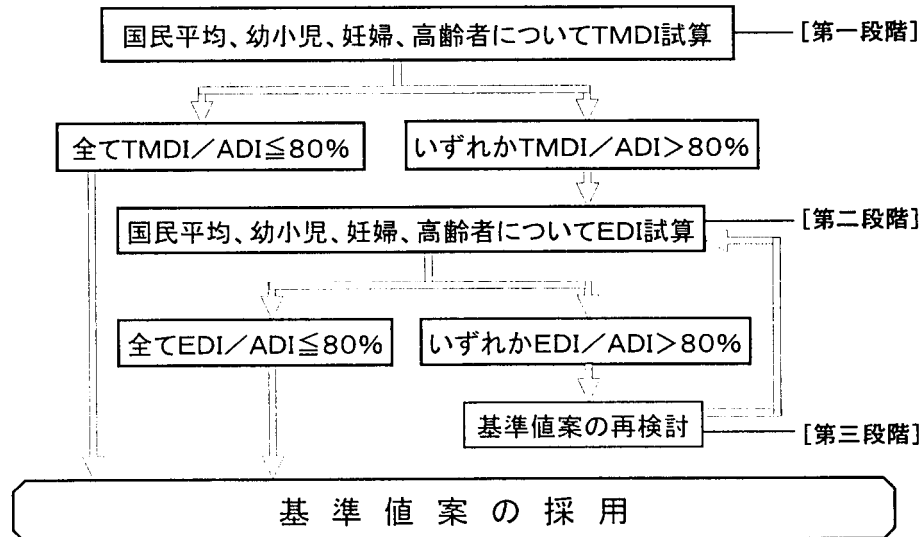 国民平均、幼小児、妊婦、高齢者についてTMDI試算
[第一段階]
全てTMDI／ADI≦80%
いずれかTMDI／ADI>80%
国民平均、幼小児、妊婦、高齢者についてEDI試算
[第二段階]
全てEDI／ADI≦80%
いずれかEDI／ADI>80%
基準値案の再検討
[第三段階]
基準値案の採用